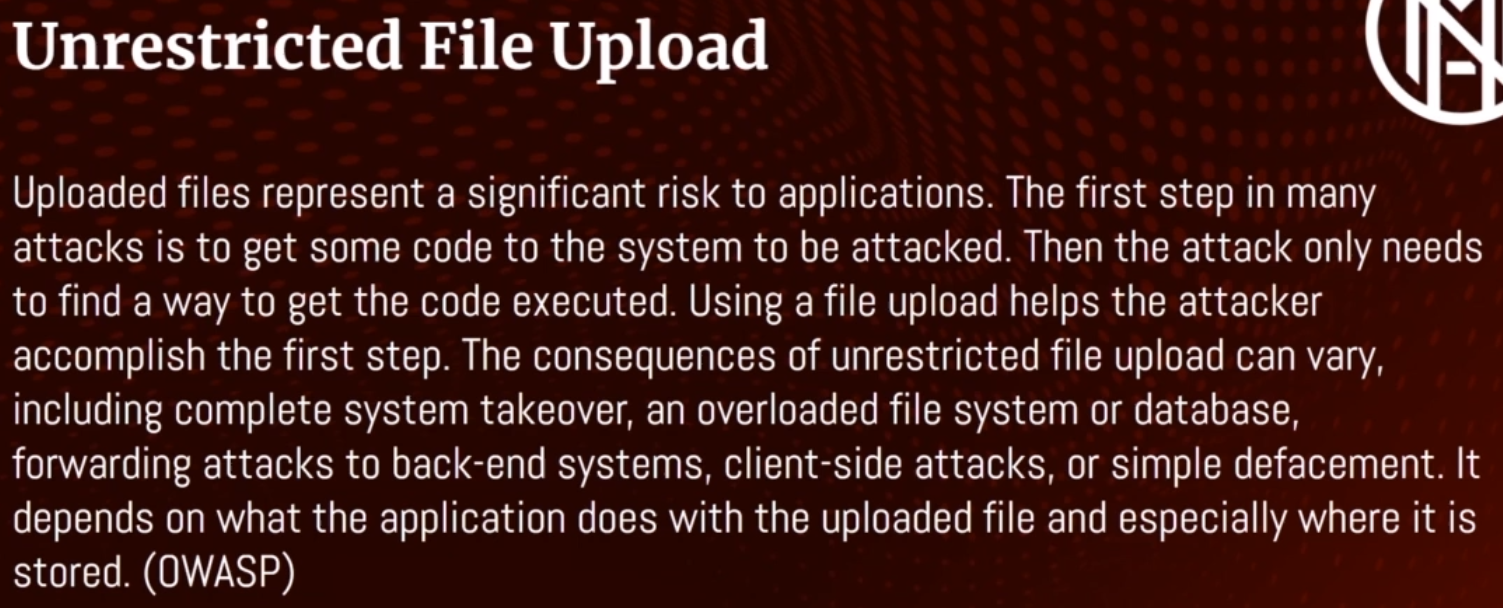 Unrestricted File Upload
Uploaded files represent a significant risk to applications. The first step in many
attacks is to get some code to the system to be attacked. Then the attack only needs
to find a way to get the code executed. Using a file upload helps the attacker
accomplish the first step. The consequences of unrestricted file upload can vary,
including complete system takeover, an overloaded file system or database,
forwarding attacks to back-end systems, client-side attacks, or simple defacement. It
depends on what the application does with the uploaded file and especially where it is
stored. (OWASP)